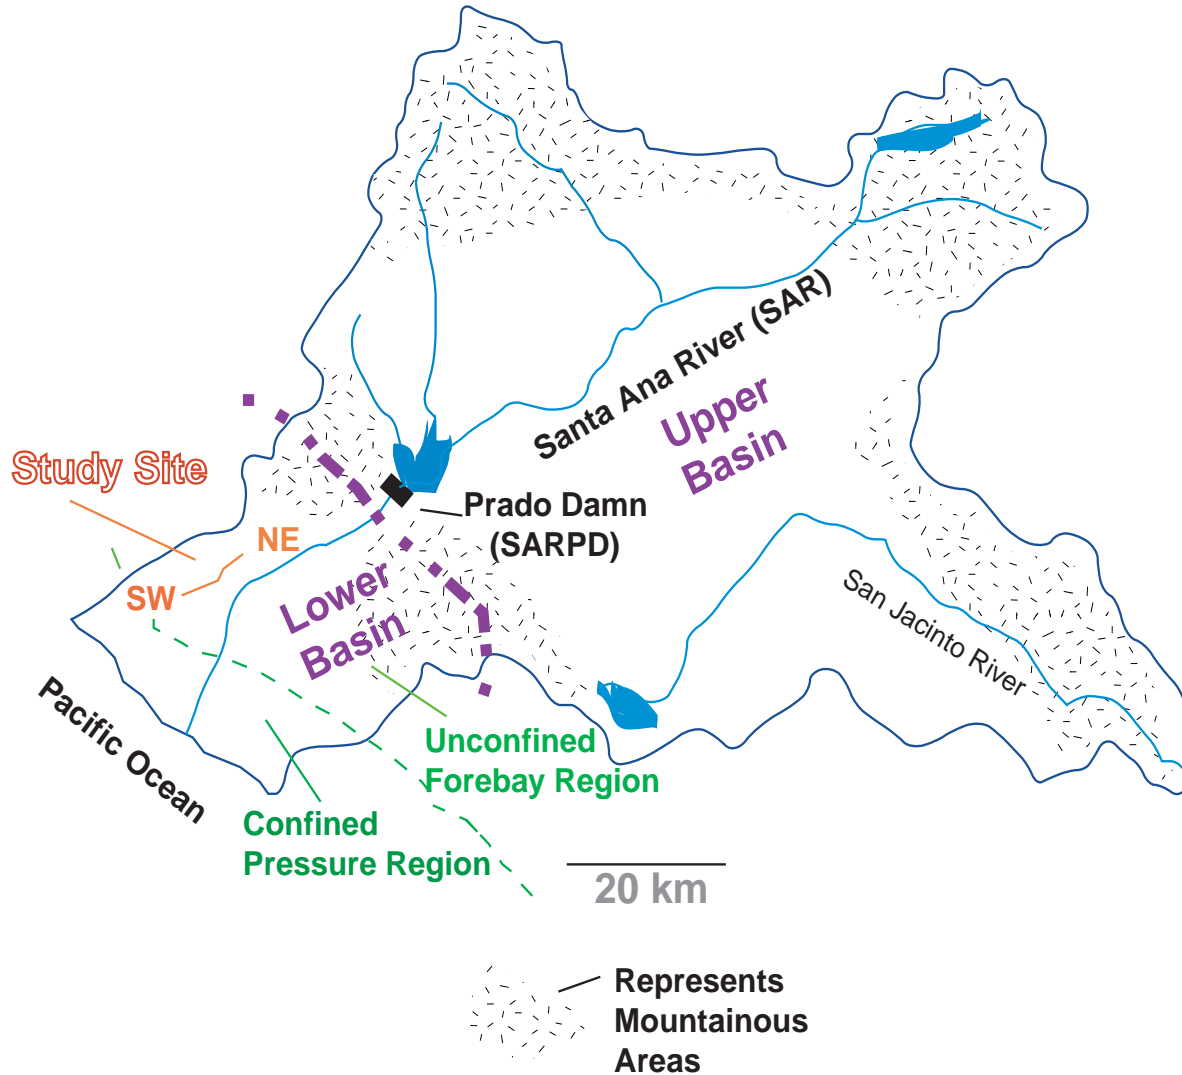 Santa Ana River (SAR)
Upper
Basin
Study Site
Prado Damn
(SARPD)
NE
SW
Lower
Basin
San Jacinto River
Pacific Ocean
Unconfined
Forebay Region
Confined
Pressure Region
20 km
Represents
Mountainous
Areas